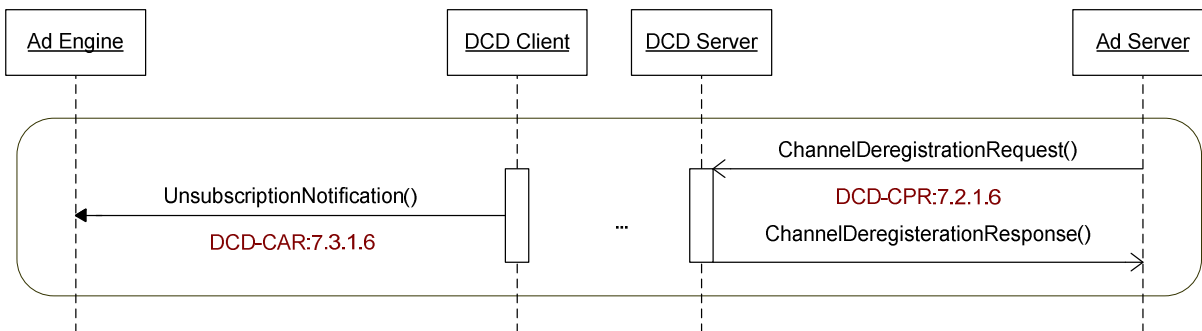 Ad Engine
DCD Client
DCD Server
Ad Server
ChannelDeregistrationRequest()
UnsubscriptionNotification()
DCD-CPR:7.2.1.6
...
DCD-CAR:7.3.1.6
ChannelDeregisterationResponse()